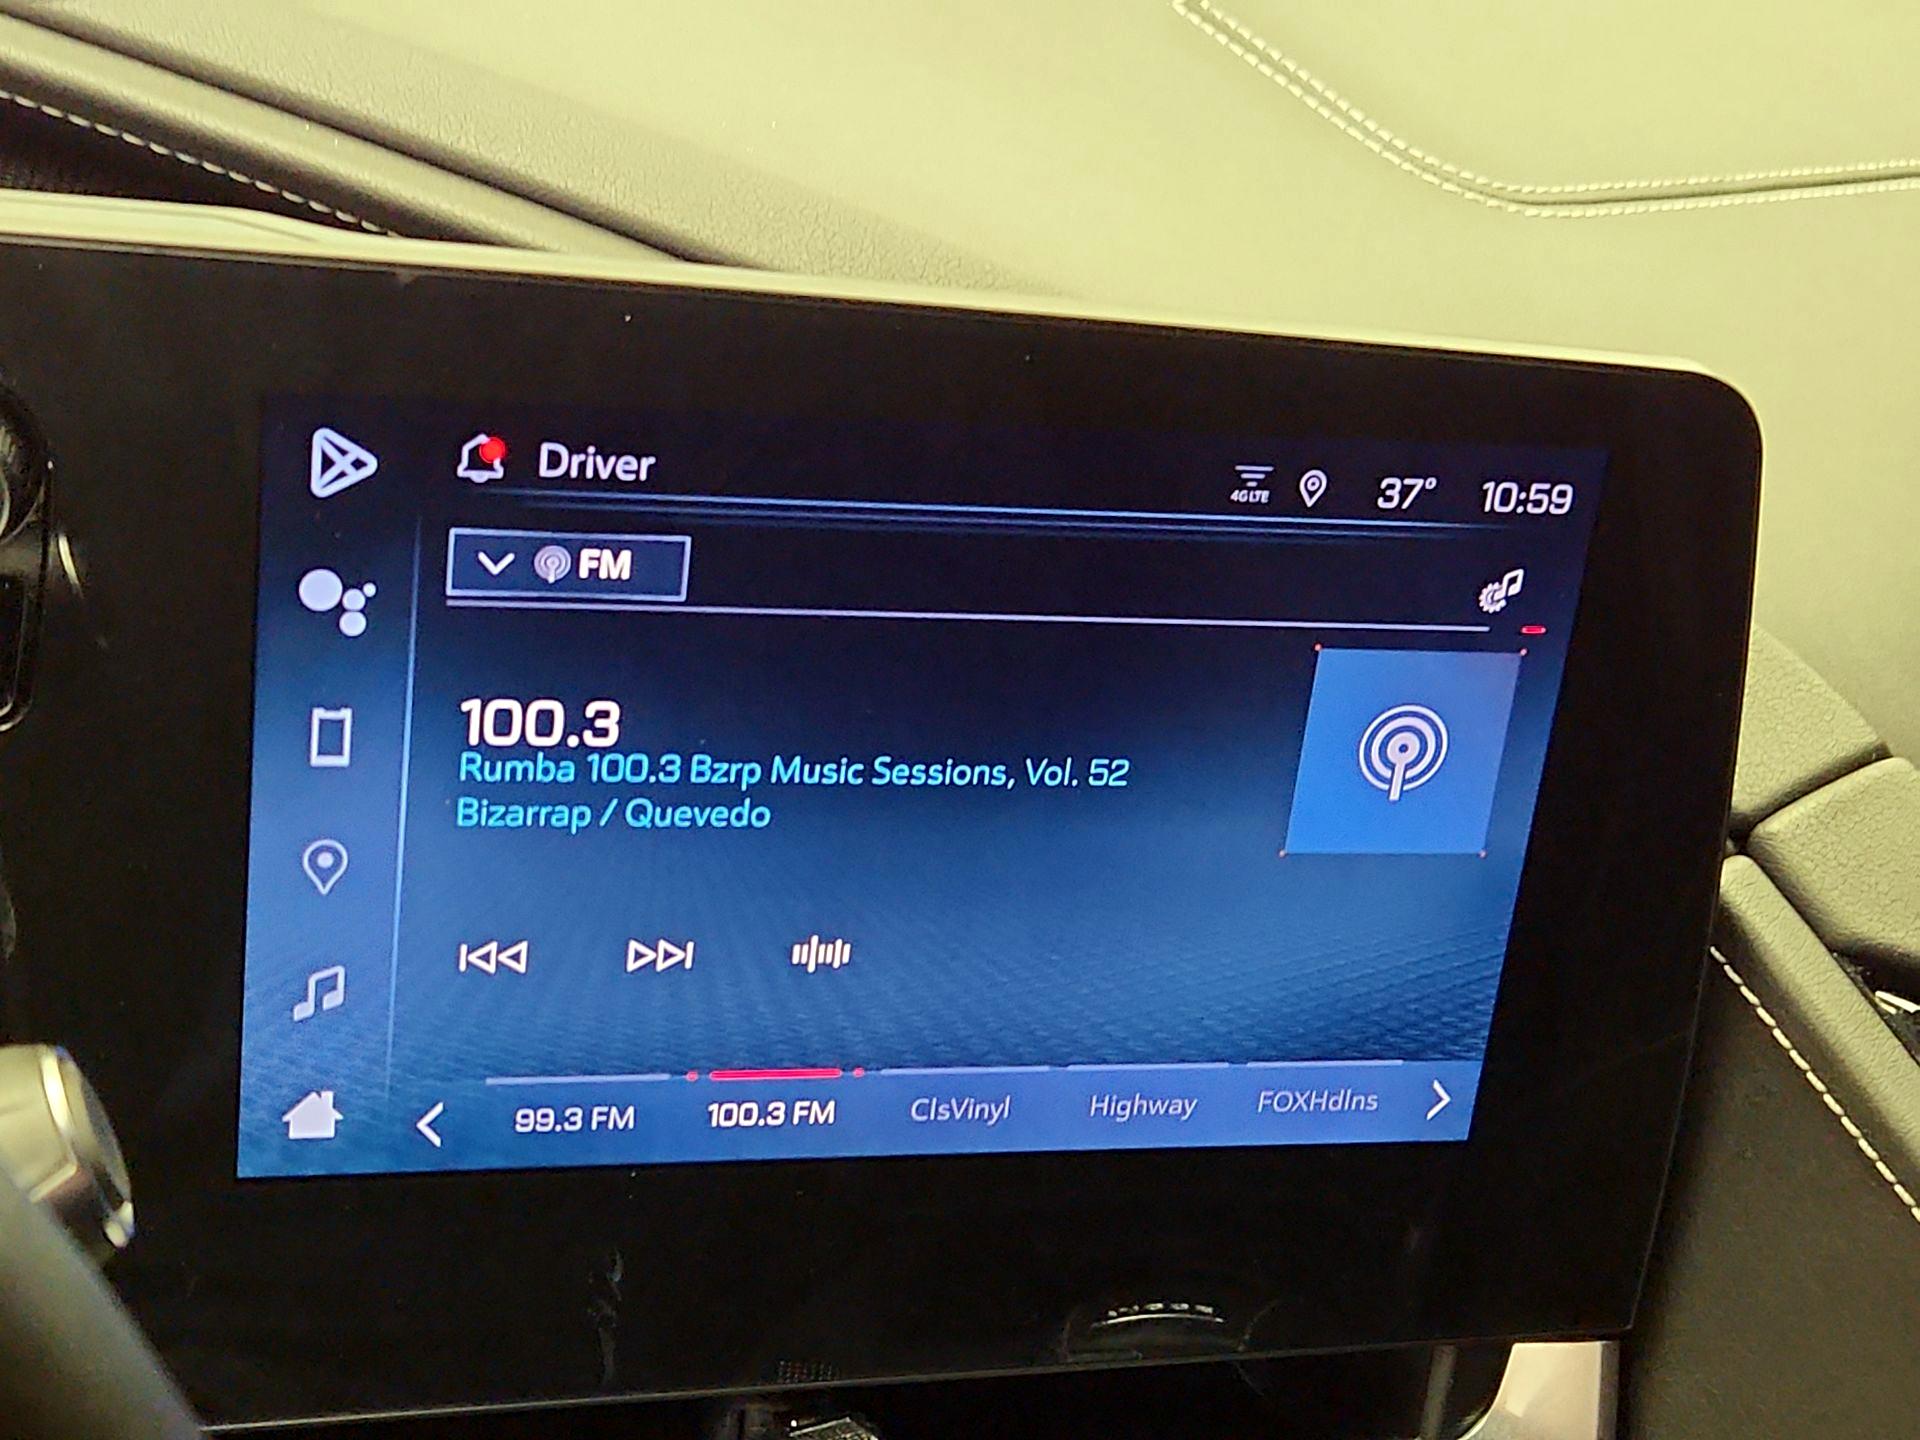 Driver
4G LTE
37°
10:59
FM
100.3
Rumba 100.3 Bzrp Music Sessions, Vol. 52
Bizarrap / Quevedo
99.3 FM
100.3 FM
ClsVinyl
Highway
FOXHdlns